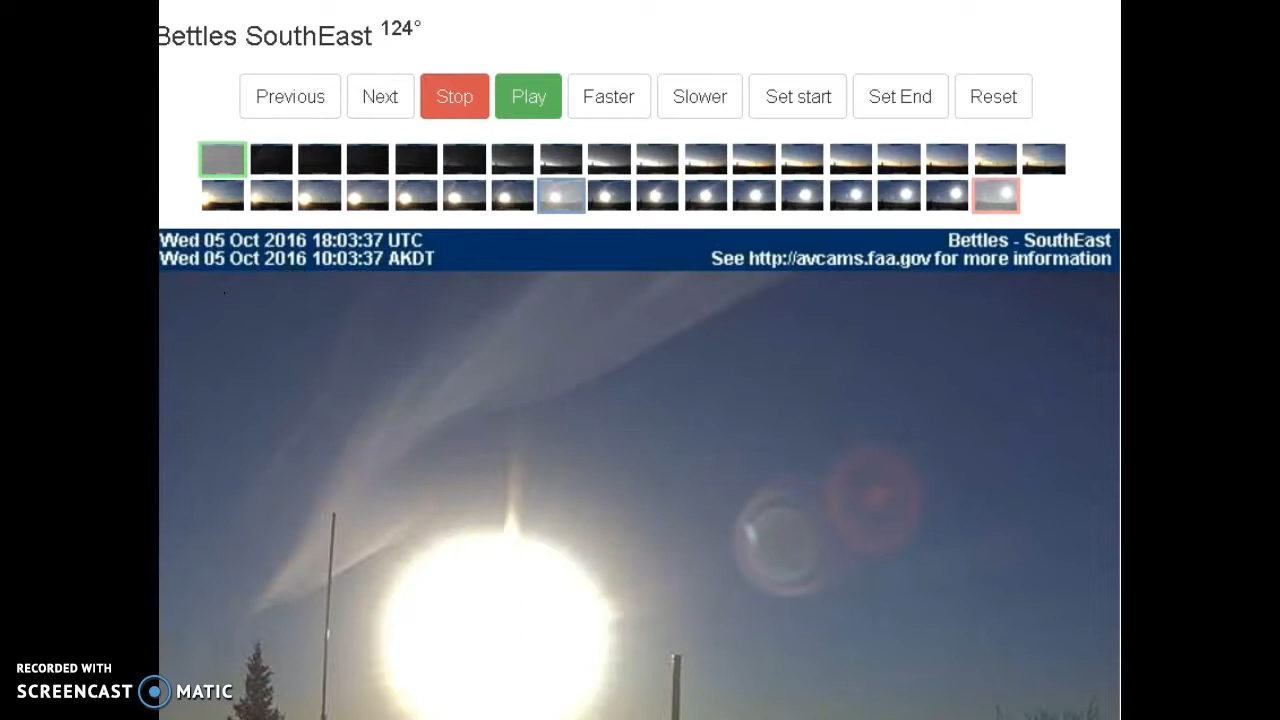 Bettles SouthEast 124°
Previous Next Stop Play Faster Slower Set start Set End Reset
Wed 05 Oct 2016 18:03:37 UTC Bettles - SouthEast
Wed 05 Oct 2016 10:03:37 AKDT See http://avcams.faa.gov for more information
RECORDED WITH
SCREENCAST MATIC